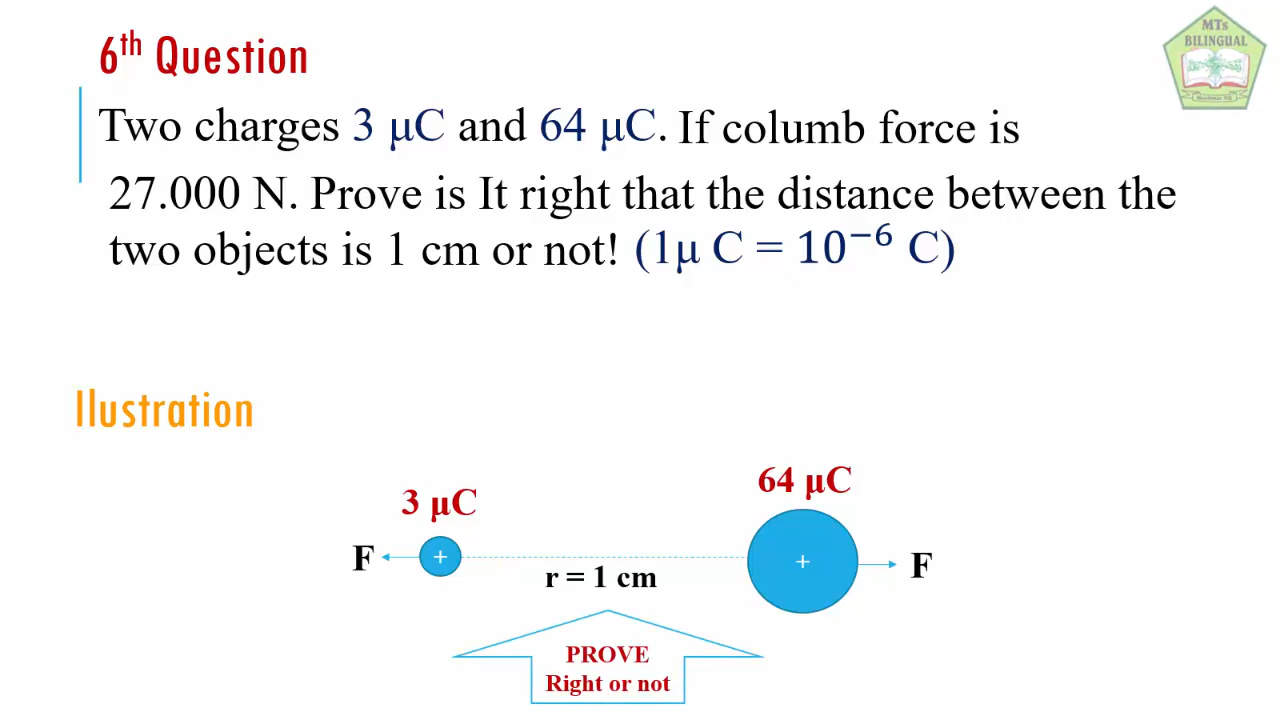 MTs
BILINGUAL
6th Question
Two charges 3 μC and 64 μC. If columb force is
27.000 N. Prove is It right that the distance between the
two objects is 1 cm or not! (1μ C = 10⁻⁶ C)
Ilustration
64 μC
3 μC
F
+
+
F
r = 1 cm
PROVE
Right or not